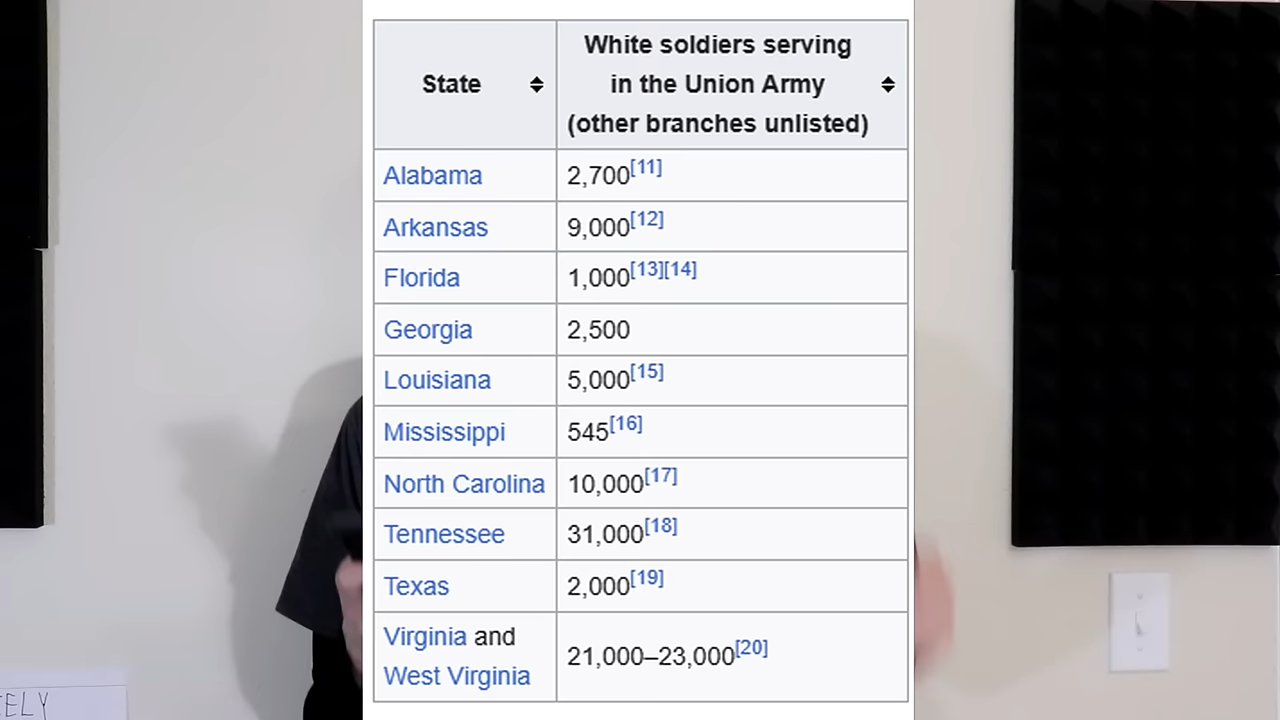 State
White soldiers serving
in the Union Army
(other branches unlisted)
Alabama 2,700[11]
Arkansas 9,000[12]
Florida 1,000[13][14]
Georgia 2,500
Louisiana 5,000[15]
Mississippi 545[16]
North Carolina 10,000[17]
Tennessee 31,000[18]
Texas 2,000[19]
Virginia and
West Virginia 21,000–23,000[20]
ELY